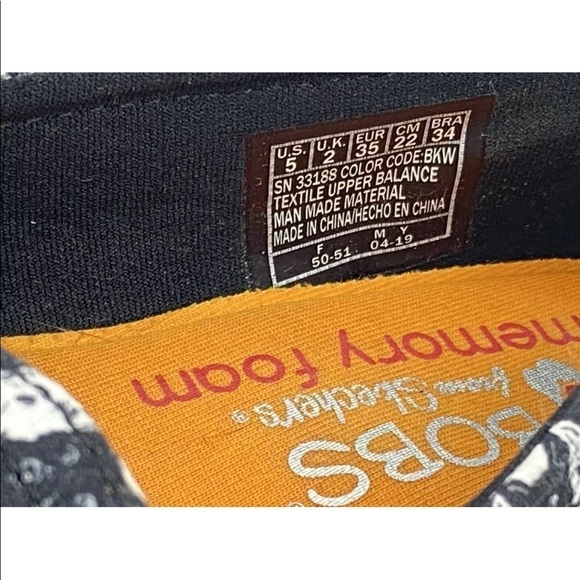 U.S. U.K. EUR CM BRA
5 2 35 22 34
SN 33188 COLOR CODE:BKW
TEXTILE UPPER BALANCE
MAN MADE MATERIAL
MADE IN CHINA/HECHO EN CHINA
F M Y
50-51 04-19
BOBS
from Skechers®
memory foam